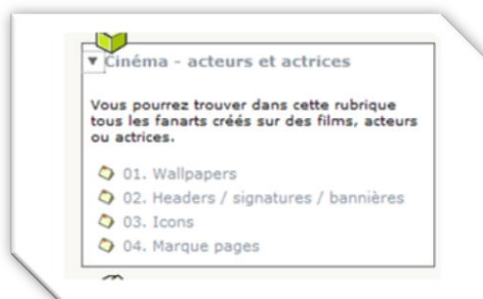 Cinéma - acteurs et actrices
Vous pourrez trouver dans cette rubrique
tous les fanarts créés sur des films, acteurs
ou actrices.
01. Wallpapers
02. Headers / signatures / bannières
03. Icons
04. Marque pages